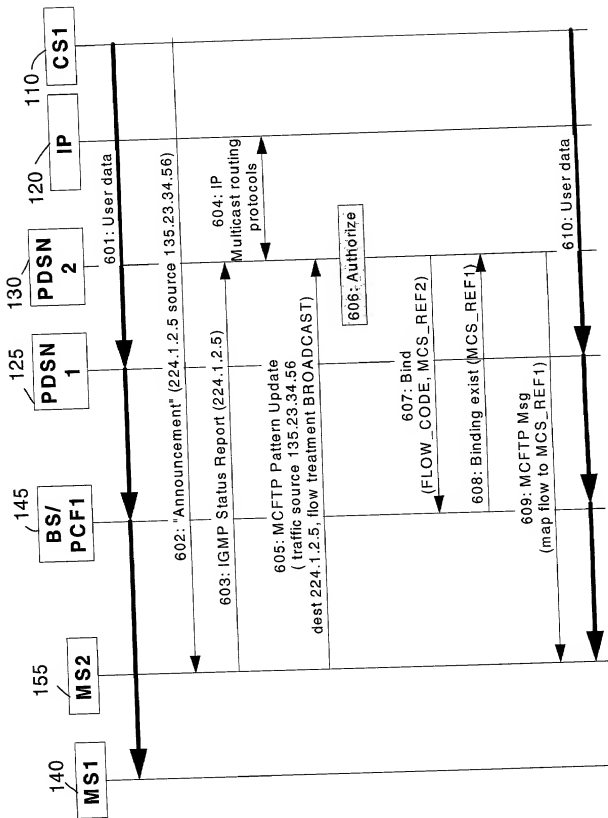 140
155
145
125
130
120
110
MS1
MS2
BS/
PCF1
PDSN
1
PDSN
2
IP
CS1
601: User data
602: "Announcement" (224.1.2.5 source 135.23.34.56)
603: IGMP Status Report (224.1.2.5)
604: IP
Multicast routing
protocols
605: MCFTP Pattern Update
( traffic source 135.23.34.56
dest 224.1.2.5, flow treatment BROADCAST)
606: Authorize
607: Bind
(FLOW_CODE, MCS_REF2)
608: Binding exist (MCS_REF1)
609: MCFTP Msg
(map flow to MCS_REF1)
610: User data